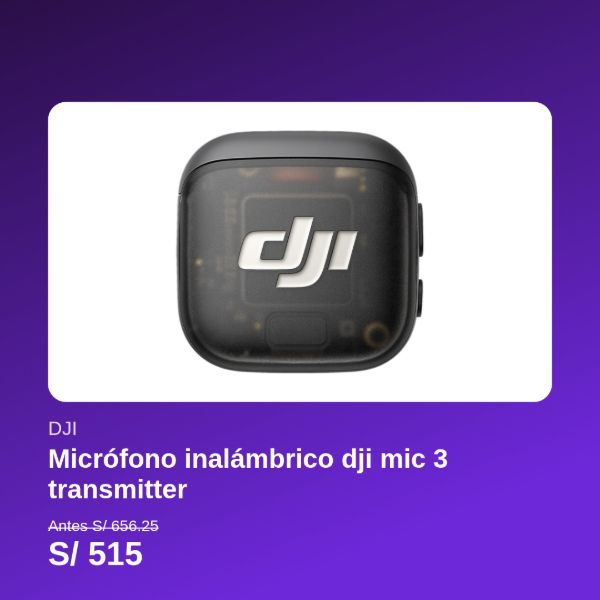 dji
DJI
Micrófono inalámbrico dji mic 3
transmitter
Antes S/ 656.25
S/ 515